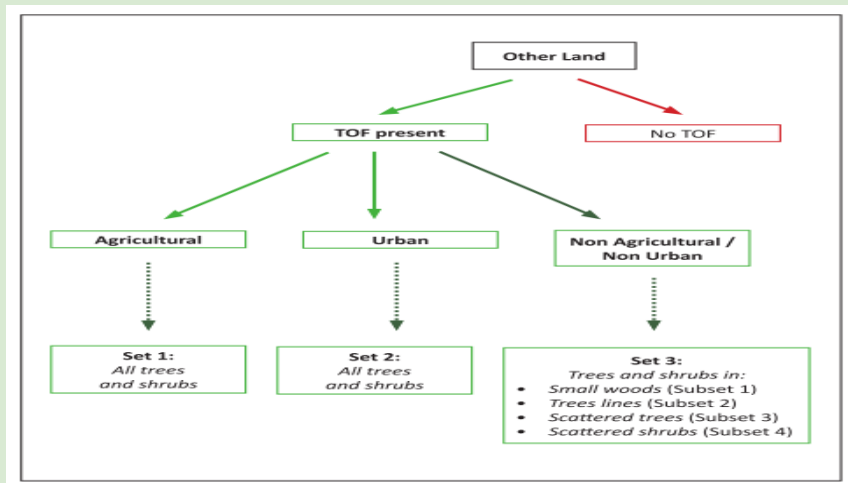 Other Land
TOF present
No TOF
Agricultural
Urban
Non Agricultural /
Non Urban
Set 1:
All trees
and shrubs
Set 2:
All trees
and shrubs
Set 3:
Trees and shrubs in:
• Small woods (Subset 1)
• Trees lines (Subset 2)
• Scattered trees (Subset 3)
• Scattered shrubs (Subset 4)